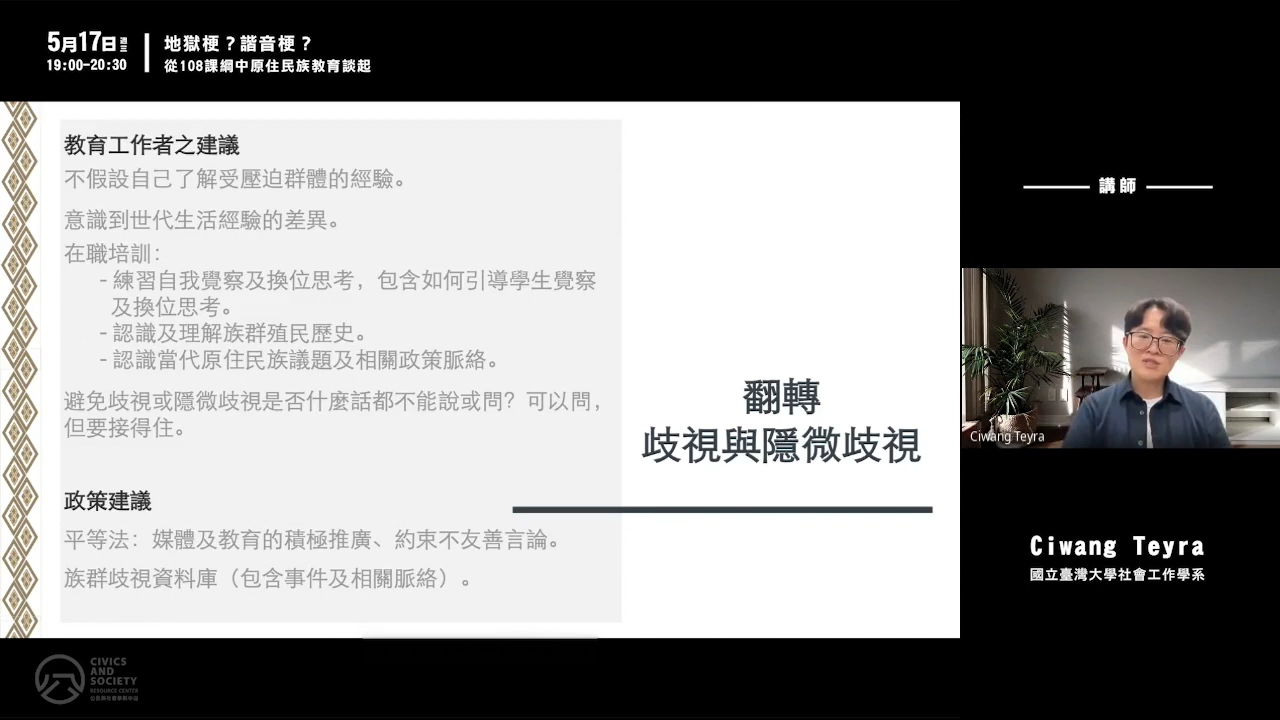 5月17日 週三
19:00-20:30
地獄梗？諧音梗？
從108課綱中原住民族教育談起
教育工作者之建議
不假設自己了解受壓迫群體的經驗。
意識到世代生活經驗的差異。
在職培訓：
- 練習自我覺察及換位思考，包含如何引導學生覺察
及換位思考。
- 認識及理解族群殖民歷史。
- 認識當代原住民族議題及相關政策脈絡。
避免歧視或隱微歧視是否什麼話都不能說或問？可以問，
但要接得住。
政策建議
平等法：媒體及教育的積極推廣、約束不友善言論。
族群歧視資料庫（包含事件及相關脈絡）。
翻轉
歧視與隱微歧視
講師
Ciwang Teyra
Ciwang Teyra
國立臺灣大學社會工作學系
CIVICS
AND
SOCIETY
RESOURCE CENTER
公民與社會學科中心